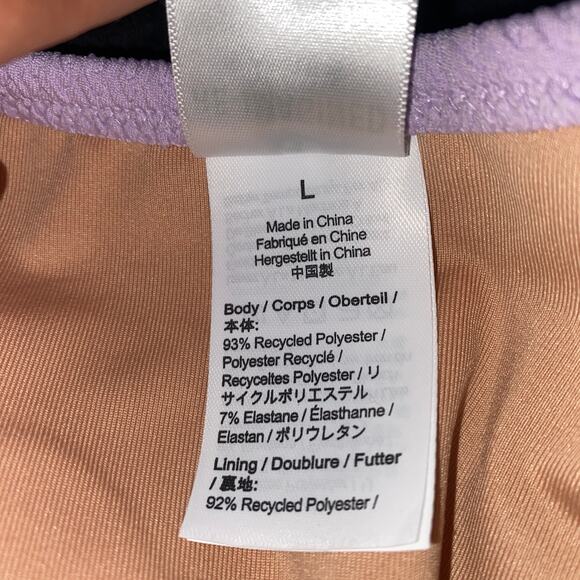 L
Made in China
Fabriqué en Chine
Hergestellt in China
中国製
Body / Corps / Oberteil /
本体:
93% Recycled Polyester /
Polyester Recyclé /
Recyceltes Polyester / リ
サイクルポリエステル
7% Elastane / Élasthanne /
Elastan / ポリウレタン
Lining / Doublure / Futter
/ 裏地:
92% Recycled Polyester /